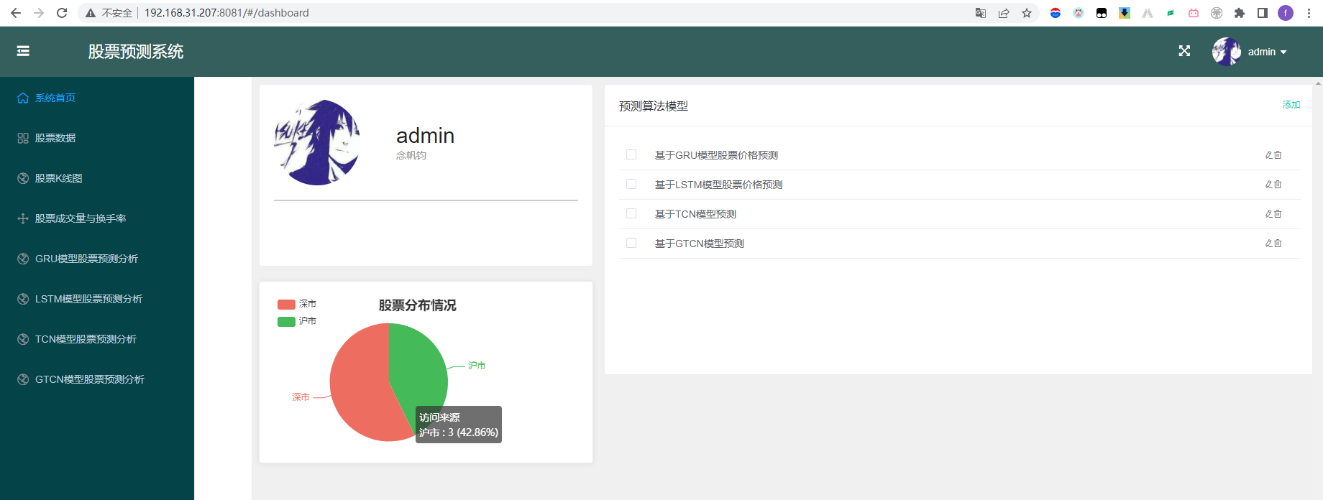 不安全 | 192.168.31.207:8081/#/dashboard
f
股票预测系统
admin
系统首页
股票数据
股票K线图
股票成交量与换手率
GRU模型股票预测分析
LSTM模型股票预测分析
TCN模型股票预测分析
GTCN模型股票预测分析
admin
念帆钧
股票分布情况
深市
沪市
沪市
深市
访问来源
沪市 : 3 (42.86%)
预测算法模型
添加
基于GRU模型股票价格预测
基于LSTM模型股票价格预测
基于TCN模型预测
基于GTCN模型预测